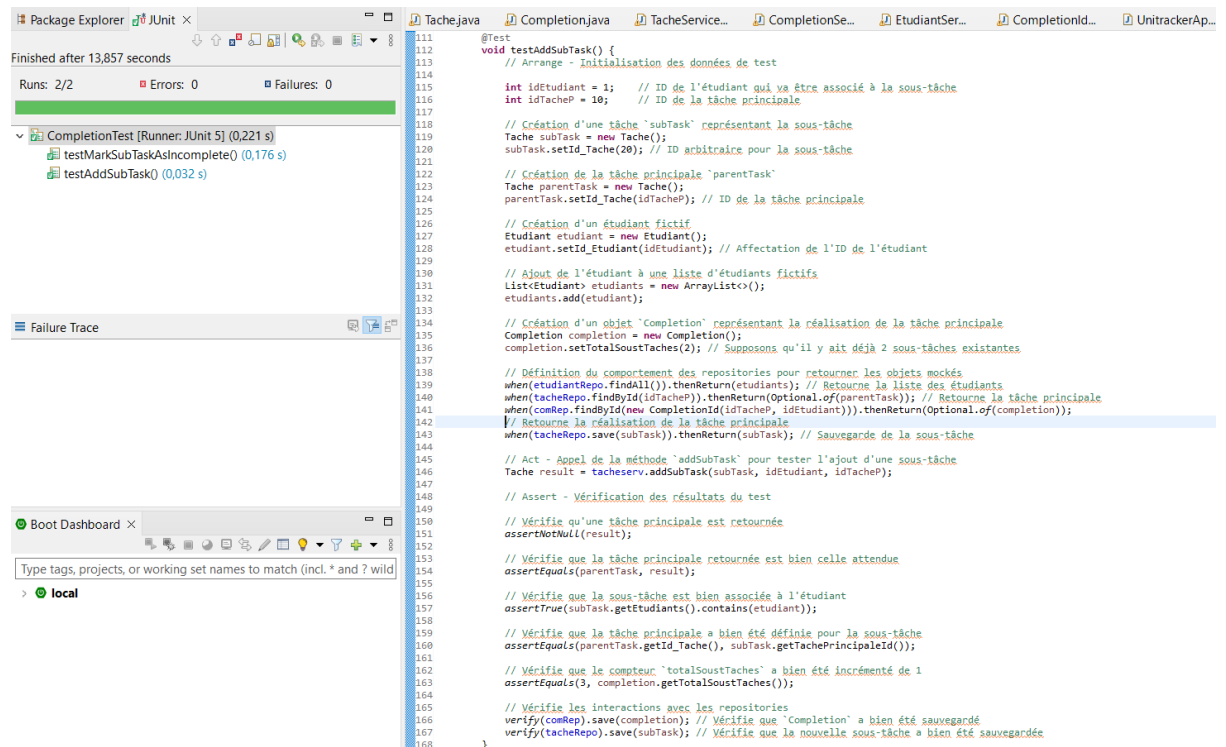 Package Explorer
JUnit
Finished after 13,857 seconds
Runs: 2/2
Errors: 0
Failures: 0
CompletionTest [Runner: JUnit 5] (0,221 s)
testMarkSubTaskAsIncomplete() (0,176 s)
testAddSubTask() (0,032 s)
Failure Trace
Boot Dashboard
Type tags, projects, or working set names to match (incl. * and ? wild
local
Tache.java
Completion.java
TacheService...
CompletionSe...
EtudiantSer...
CompletionId...
UnitrackerAp...
111 @Test
112 void testAddSubTask() {
113 // Arrange - Initialisation des données de test
114
115 int idEtudiant = 1; // ID de l'étudiant qui va être associé à la sous-tâche
116 int idTacheP = 10; // ID de la tâche principale
117
118 // Création d'une tâche `subTask` représentant la sous-tâche
119 Tache subTask = new Tache();
120 subTask.setId_Tache(20); // ID arbitraire pour la sous-tâche
121
122 // Création de la tâche principale `parentTask`
123 Tache parentTask = new Tache();
124 parentTask.setId_Tache(idTacheP); // ID de la tâche principale
125
126 // Création d'un étudiant fictif
127 Etudiant etudiant = new Etudiant();
128 etudiant.setId_Etudiant(idEtudiant); // Affectation de l'ID de l'étudiant
129
130 // Ajout de l'étudiant à une liste d'étudiants fictifs
131 List<Etudiant> etudiants = new ArrayList<>();
132 etudiants.add(etudiant);
133
134 // Création d'un objet `Completion` représentant la réalisation de la tâche principale
135 Completion completion = new Completion();
136 completion.setTotalSoustTaches(2); // Supposons qu'il y ait déjà 2 sous-tâches existantes
137
138 // Définition du comportement des repositories pour retourner les objets mockés
139 when(etudiantRepo.findAll()).thenReturn(etudiants); // Retourne la liste des étudiants
140 when(tacheRepo.findById(idTacheP)).thenReturn(Optional.of(parentTask)); // Retourne la tâche principale
141 when(comRep.findById(new CompletionId(idTacheP, idEtudiant))).thenReturn(Optional.of(completion));
142 // Retourne la réalisation de la tâche principale
143 when(tacheRepo.save(subTask)).thenReturn(subTask); // Sauvegarde de la sous-tâche
144
145 // Act - Appel de la méthode `addSubTask` pour tester l'ajout d'une sous-tâche
146 Tache result = tacheserv.addSubTask(subTask, idEtudiant, idTacheP);
147
148 // Assert - Vérification des résultats du test
149
150 // Vérifie qu'une tâche principale est retournée
151 assertNotNull(result);
152
153 // Vérifie que la tâche principale retournée est bien celle attendue
154 assertEquals(parentTask, result);
155
156 // Vérifie que la sous-tâche est bien associée à l'étudiant
157 assertTrue(subTask.getEtudiants().contains(etudiant));
158
159 // Vérifie que la tâche principale a bien été définie pour la sous-tâche
160 assertEquals(parentTask.getId_Tache(), subTask.getTachePrincipaleId());
161
162 // Vérifie que le compteur `totalSoustTaches` a bien été incrémenté de 1
163 assertEquals(3, completion.getTotalSoustTaches());
164
165 // Vérifie les interactions avec les repositories
166 verify(comRep).save(completion); // Vérifie que `Completion` a bien été sauvegardé
167 verify(tacheRepo).save(subTask); // Vérifie que la nouvelle sous-tâche a bien été sauvegardée
168 }